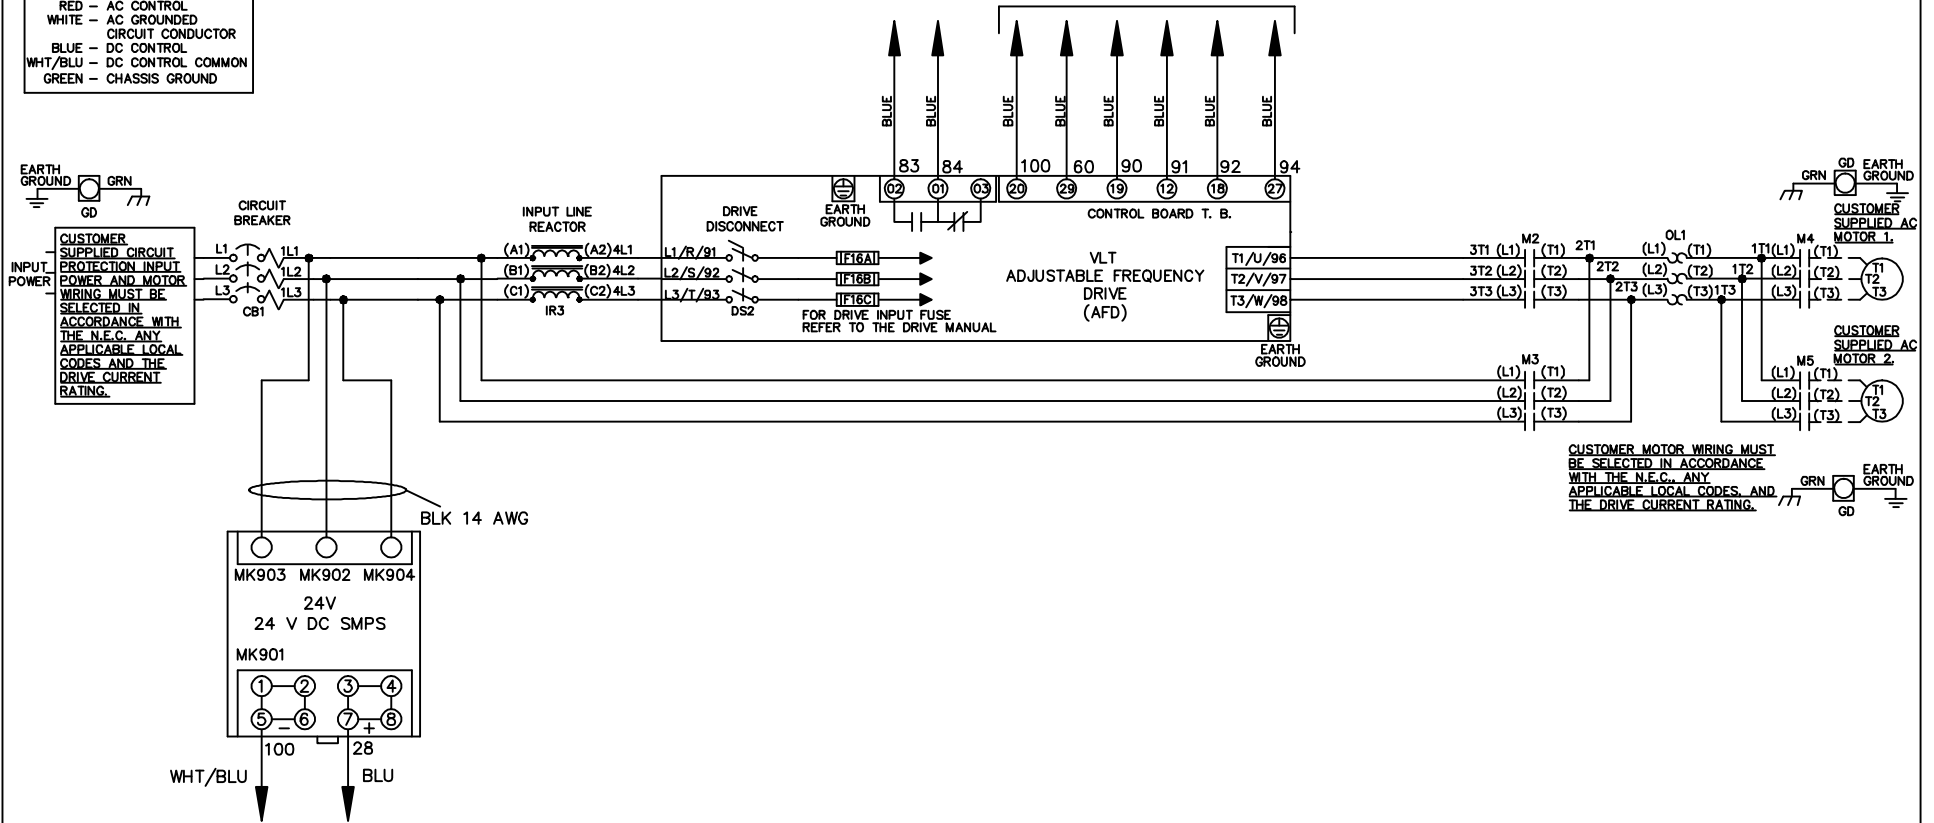 RED – AC CONTROL
WHITE – AC GROUNDED
CIRCUIT CONDUCTOR
BLUE – DC CONTROL
WHT/BLU – DC CONTROL COMMON
GREEN – CHASSIS GROUND
BLUE BLUE BLUE BLUE BLUE BLUE BLUE BLUE
83 84 100 60 90 91 92 94
02 01 03 20 29 19 12 18 27
CONTROL BOARD T. B.
EARTH
GROUND
GRN
GD
INPUT
POWER
CUSTOMER
SUPPLIED CIRCUIT
PROTECTION INPUT
POWER AND MOTOR
WIRING MUST BE
SELECTED IN
ACCORDANCE WITH
THE N.E.C. ANY
APPLICABLE LOCAL
CODES AND THE
DRIVE CURRENT
RATING.
CIRCUIT
BREAKER
L1 1L1
L2 1L2
L3 1L3
CB1
INPUT LINE
REACTOR
(A1) (A2)4L1
(B1) (B2)4L2
(C1) (C2)4L3
IR3
DRIVE
DISCONNECT
L1/R/91
L2/S/92
L3/T/93
DS2
EARTH
GROUND
F16A
F16B
F16C
FOR DRIVE INPUT FUSE
REFER TO THE DRIVE MANUAL
VLT
ADJUSTABLE FREQUENCY
DRIVE
(AFD)
T1/U/96
T2/V/97
T3/W/98
EARTH
GROUND
M2
3T1 (L1) (T1) 2T1
3T2 (L2) (T2) 2T2
3T3 (L3) (T3) 2T3
M3
(L1) (T1)
(L2) (T2)
(L3) (T3)
OL1
(L1) (T1) 1T1
(L2) (T2) 1T2
(L3) (T3) 1T3
M4
(L1) (T1)
(L2) (T2)
(L3) (T3)
T1
T2
T3
GRN
GD
EARTH
GROUND
CUSTOMER
SUPPLIED AC
MOTOR 1.
CUSTOMER
SUPPLIED AC
MOTOR 2.
M5
(L1) (T1)
(L2) (T2)
(L3) (T3)
T1
T2
T3
CUSTOMER MOTOR WIRING MUST
BE SELECTED IN ACCORDANCE
WITH THE N.E.C., ANY
APPLICABLE LOCAL CODES, AND
THE DRIVE CURRENT RATING.
GRN
GD
EARTH
GROUND
BLK 14 AWG
MK903 MK902 MK904
24V
24 V DC SMPS
MK901
1 2 3 4
5 – 6 7 + 8
100 28
WHT/BLU BLU